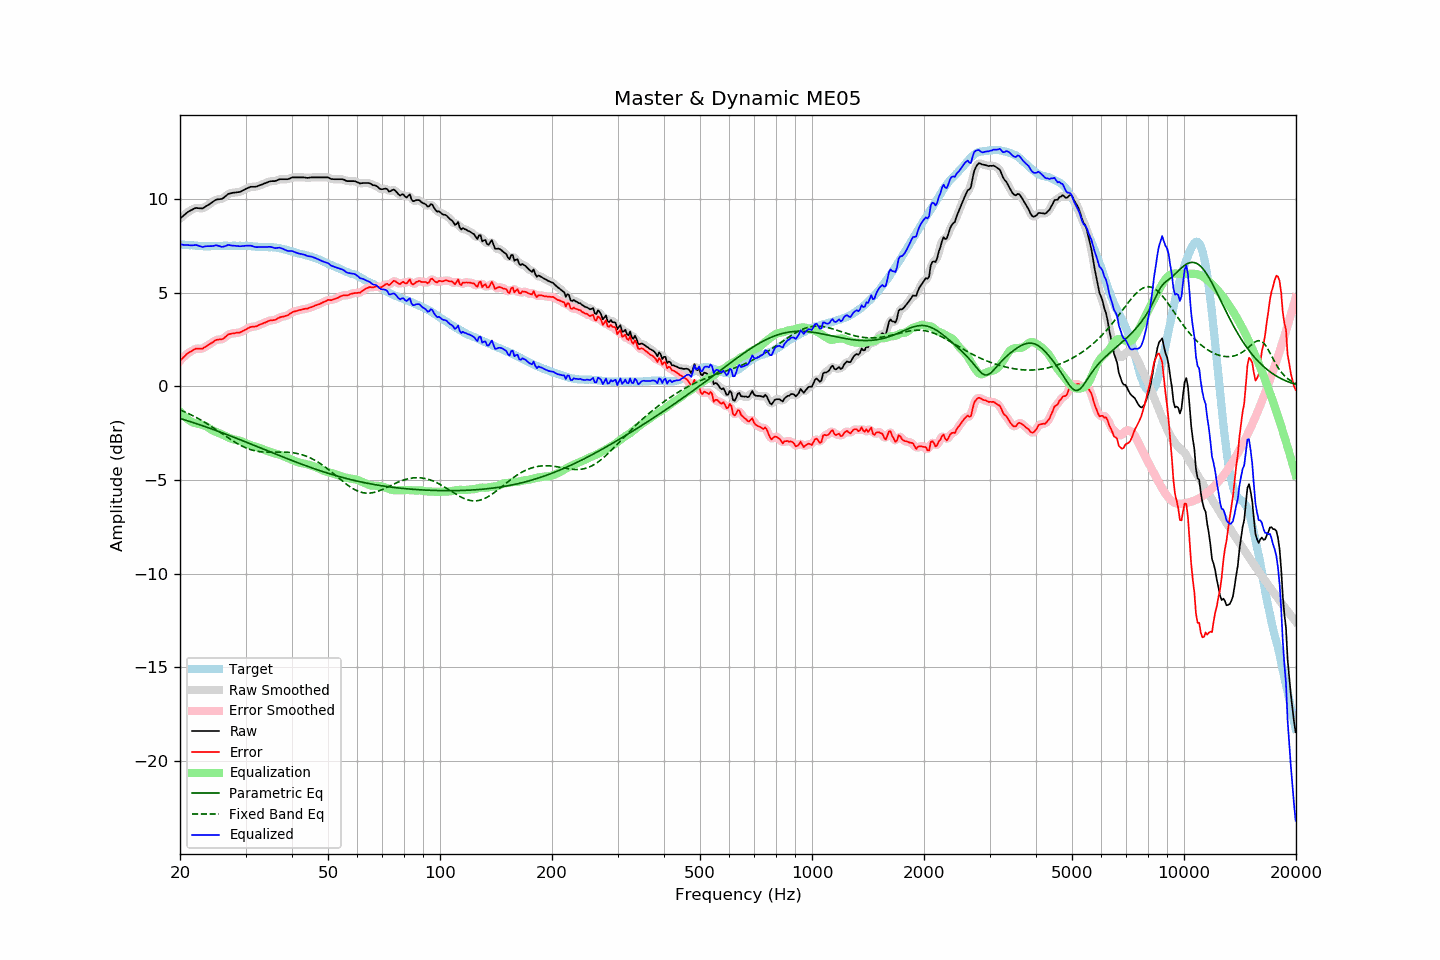 Master & Dynamic ME05
Amplitude (dBr)
10
5
0
−5
−10
−15
−20
Target
Raw Smoothed
Error Smoothed
Raw
Error
Equalization
Parametric Eq
Fixed Band Eq
Equalized
20 50 100 200 500 1000 2000 5000 10000 20000
Frequency (Hz)